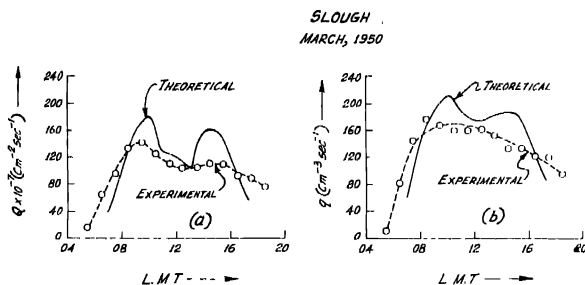 SLOUGH
MARCH, 1950
Q x 10⁻⁷ (cm⁻² sec⁻¹)
240
200
160
120
80
40
0
04 08 12 16 20
L.M.T
THEORETICAL
EXPERIMENTAL
(a)
q (cm⁻³ sec⁻¹)
240
200
160
120
80
40
0
04 08 12 16 20
L.M.T
THEORETICAL
EXPERIMENTAL
(b)